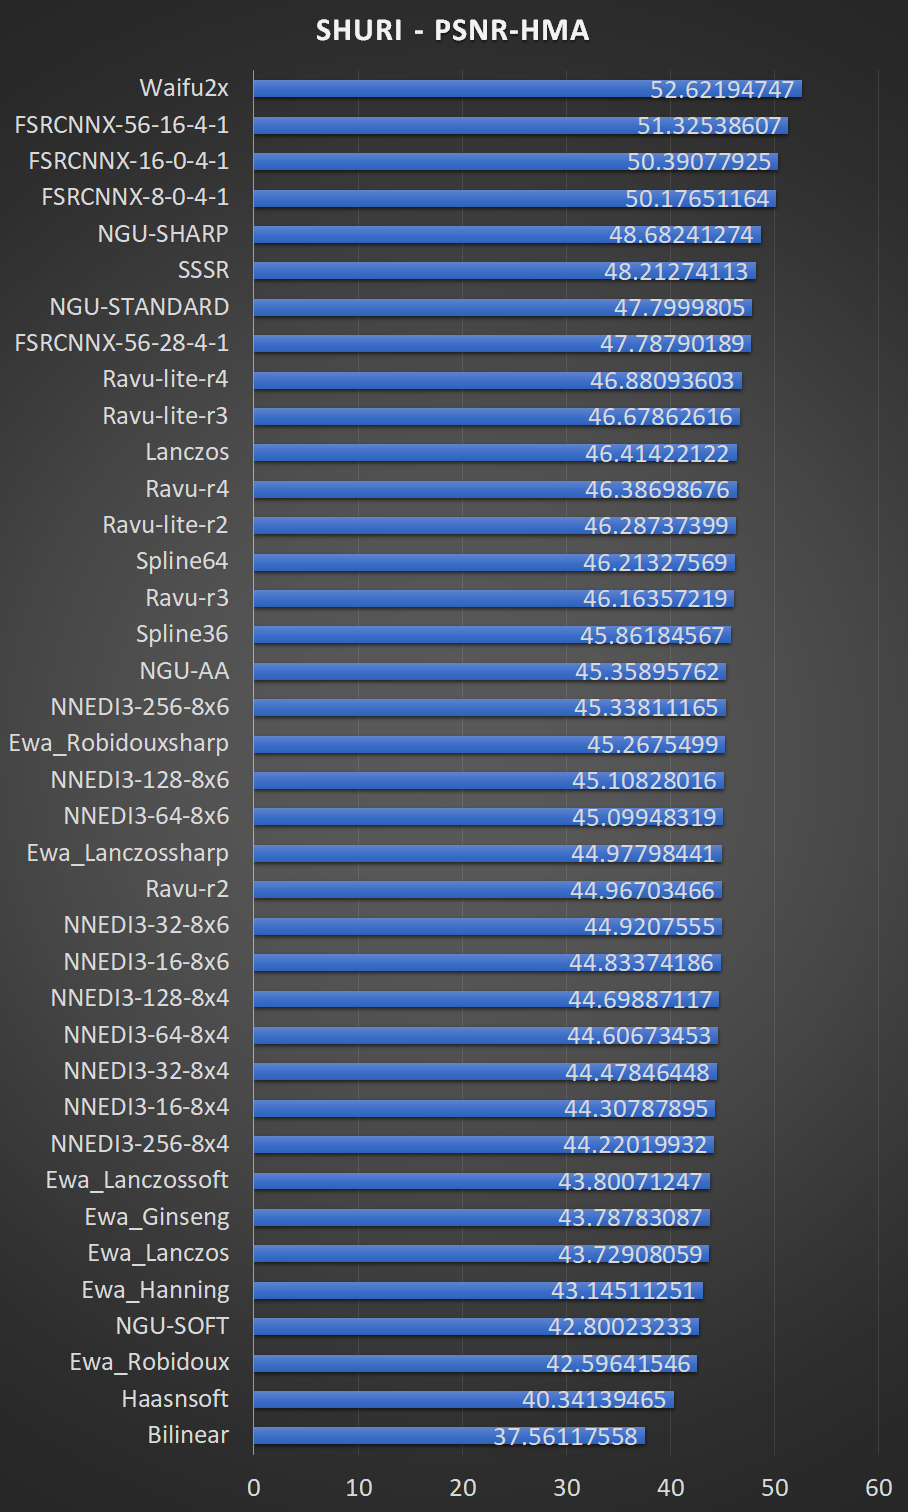 SHURI - PSNR-HMA
Waifu2x 52.62194747
FSRCNNX-56-16-4-1 51.32538607
FSRCNNX-16-0-4-1 50.39077925
FSRCNNX-8-0-4-1 50.17651164
NGU-SHARP 48.68241274
SSSR 48.21274113
NGU-STANDARD 47.7999805
FSRCNNX-56-28-4-1 47.78790189
Ravu-lite-r4 46.88093603
Ravu-lite-r3 46.67862616
Lanczos 46.41422122
Ravu-r4 46.38698676
Ravu-lite-r2 46.28737399
Spline64 46.21327569
Ravu-r3 46.16357219
Spline36 45.86184567
NGU-AA 45.35895762
NNEDI3-256-8x6 45.33811165
Ewa_Robidouxsharp 45.2675499
NNEDI3-128-8x6 45.10828016
NNEDI3-64-8x6 45.09948319
Ewa_Lanczossharp 44.97798441
Ravu-r2 44.96703466
NNEDI3-32-8x6 44.9207555
NNEDI3-16-8x6 44.83374186
NNEDI3-128-8x4 44.69887117
NNEDI3-64-8x4 44.60673453
NNEDI3-32-8x4 44.47846448
NNEDI3-16-8x4 44.30787895
NNEDI3-256-8x4 44.22019932
Ewa_Lanczossoft 43.80071247
Ewa_Ginseng 43.78783087
Ewa_Lanczos 43.72908059
Ewa_Hanning 43.14511251
NGU-SOFT 42.80023233
Ewa_Robidoux 42.59641546
Haasnsoft 40.34139465
Bilinear 37.56117558
0 10 20 30 40 50 60